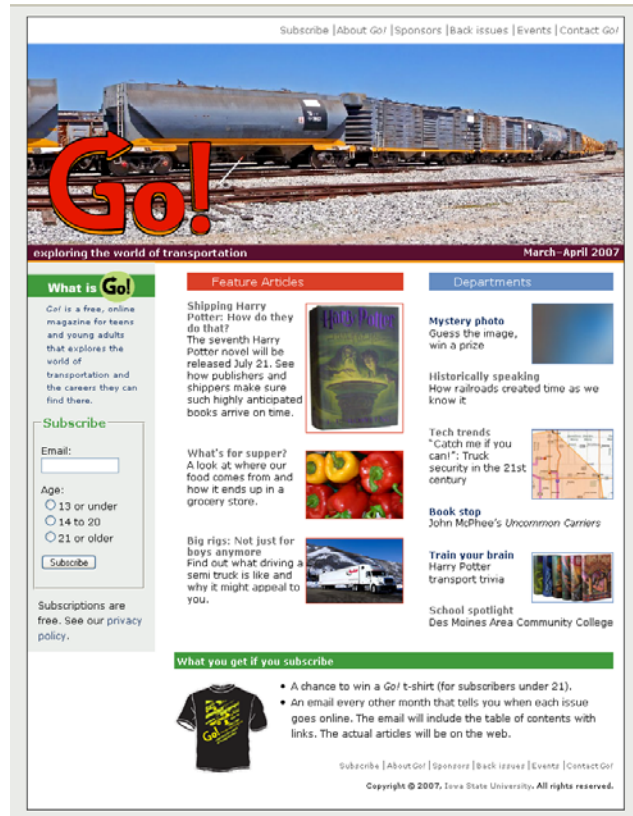 Subscribe |About Go! |Sponsors |Back issues |Events |Contact Go!
Go!
exploring the world of transportation
March–April 2007
What is Go!
Go! is a free, online
magazine for teens
and young adults
that explores the
world of
transportation and
the careers they can
find there.
Subscribe
Email:
Age:
13 or under
14 to 20
21 or older
Subscribe
Subscriptions are
free. See our privacy
policy.
Feature Articles
Shipping Harry
Potter: How do they
do that?
The seventh Harry
Potter novel will be
released July 21. See
how publishers and
shippers make sure
such highly anticipated
books arrive on time.
Harry Potter
What's for supper?
A look at where our
food comes from and
how it ends up in a
grocery store.
Big rigs: Not just for
boys anymore
Find out what driving a
semi truck is like and
why it might appeal to
you.
Departments
Mystery photo
Guess the image,
win a prize
Historically speaking
How railroads created time as we
know it
Tech trends
"Catch me if you
can!": Truck
security in the 21st
century
Book stop
John McPhee's Uncommon Carriers
Train your brain
Harry Potter
transport trivia
School spotlight
Des Moines Area Community College
What you get if you subscribe
Go!
• A chance to win a Go! t-shirt (for subscribers under 21).
• An email every other month that tells you when each issue
goes online. The email will include the table of contents with
links. The actual articles will be on the web.
Subscribe |About Go! |Sponsors |Back issues |Events |Contact Go!
Copyright © 2007, Iowa State University. All rights reserved.